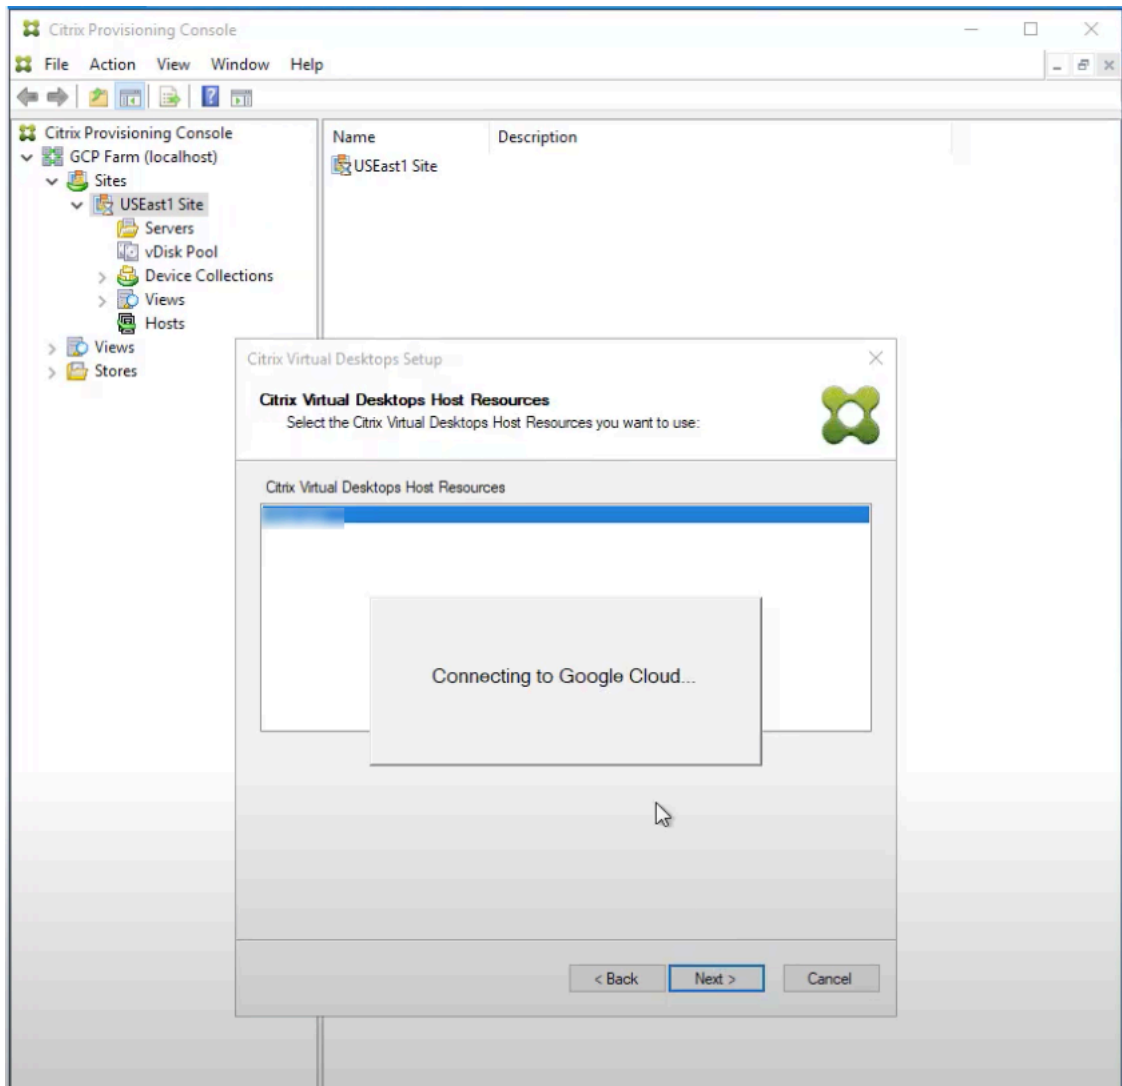 Citrix Provisioning Console
File Action View Window Help
Citrix Provisioning Console
GCP Farm (localhost)
Sites
USEast1 Site
Servers
vDisk Pool
Device Collections
Views
Hosts
Views
Stores
Name Description
USEast1 Site
Citrix Virtual Desktops Setup
Citrix Virtual Desktops Host Resources
Select the Citrix Virtual Desktops Host Resources you want to use:
Citrix Virtual Desktops Host Resources
Connecting to Google Cloud...
< Back Next > Cancel